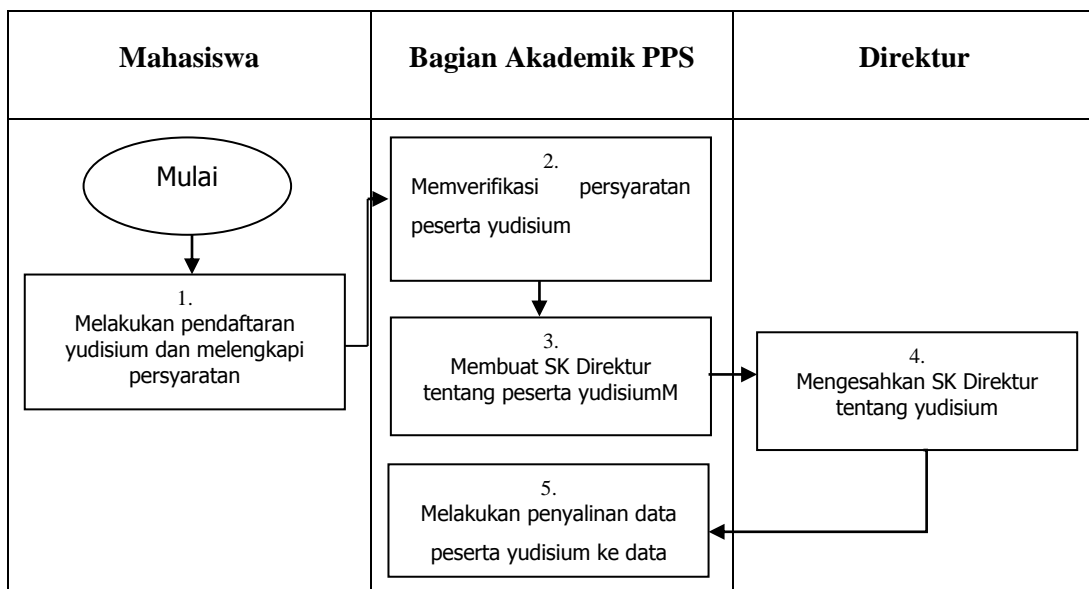 Mahasiswa
Bagian Akademik PPS
Direktur
Mulai
1.
Melakukan pendaftaran
yudisium dan melengkapi
persyaratan
2.
Memverifikasi persyaratan
peserta yudisium
3.
Membuat SK Direktur
tentang peserta yudisiumM
4.
Mengesahkan SK Direktur
tentang yudisium
5.
Melakukan penyalinan data
peserta yudisium ke data